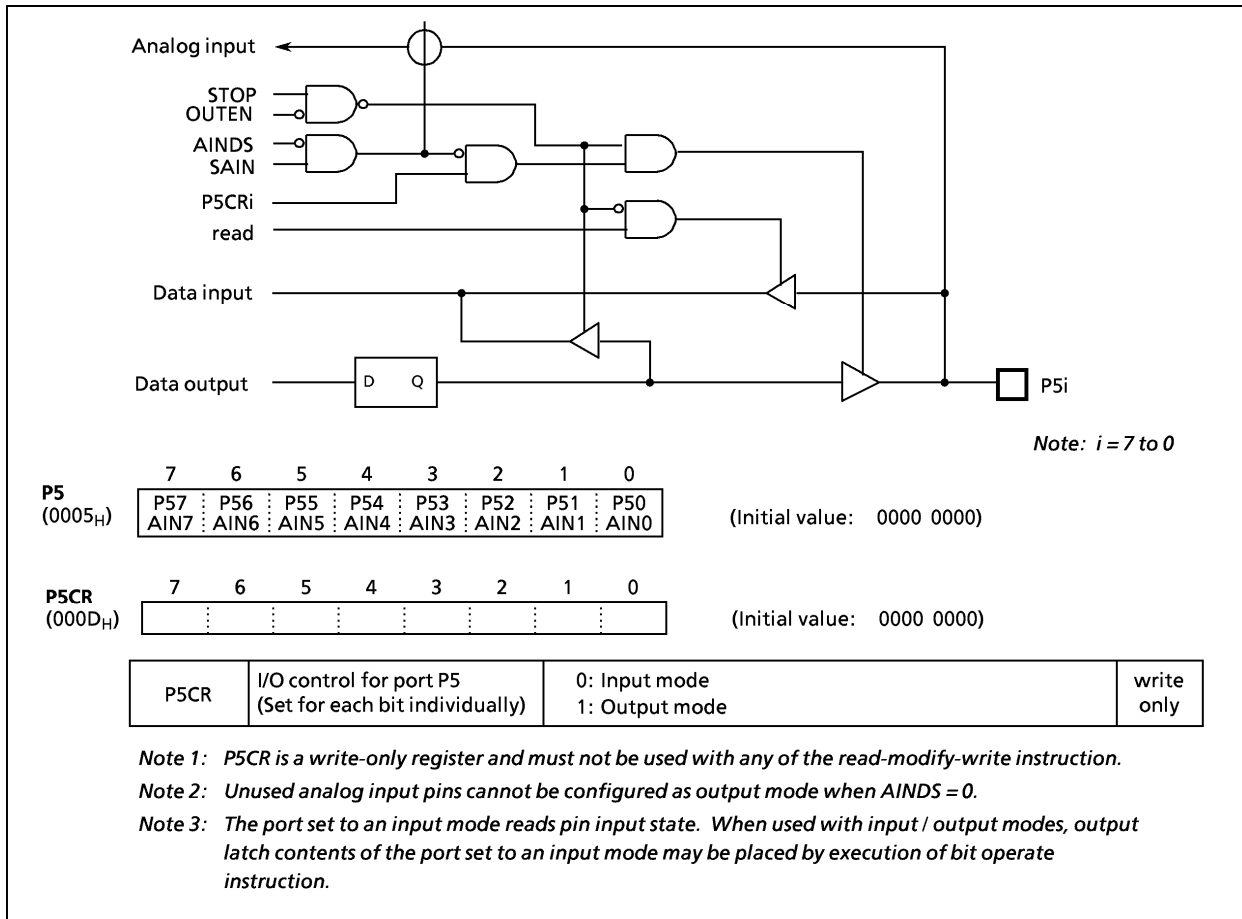 Analog input
STOP
OUTEN
AINDS
SAIN
P5CRi
read
Data input
Data output
D Q
P5i
Note: i = 7 to 0
7 6 5 4 3 2 1 0
P5
(0005H)
P57 P56 P55 P54 P53 P52 P51 P50
AIN7 AIN6 AIN5 AIN4 AIN3 AIN2 AIN1 AIN0
(Initial value: 0000 0000)
7 6 5 4 3 2 1 0
P5CR
(000DH)
(Initial value: 0000 0000)
P5CR
I/O control for port P5
(Set for each bit individually)
0: Input mode
1: Output mode
write
only
Note 1: P5CR is a write-only register and must not be used with any of the read-modify-write instruction.
Note 2: Unused analog input pins cannot be configured as output mode when AINDS = 0.
Note 3: The port set to an input mode reads pin input state. When used with input / output modes, output
latch contents of the port set to an input mode may be placed by execution of bit operate
instruction.